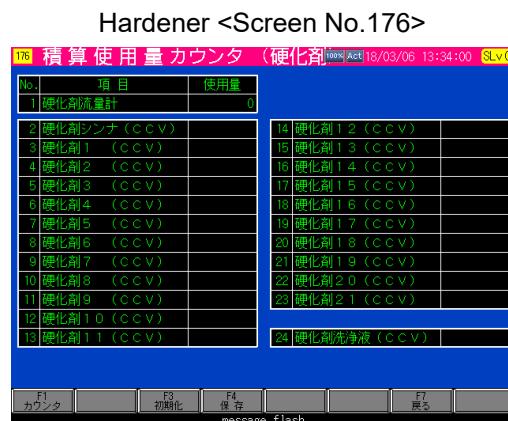 Hardener <Screen No.176>
176 積算使用量カウンタ (硬化剤 100% Act 18/03/06 13:34:00 SLv
No. 項目 使用量
1 硬化剤流量計 0
2 硬化剤シンナ(CCV)
3 硬化剤1 (CCV)
4 硬化剤2 (CCV)
5 硬化剤3 (CCV)
6 硬化剤4 (CCV)
7 硬化剤5 (CCV)
8 硬化剤6 (CCV)
9 硬化剤7 (CCV)
10 硬化剤8 (CCV)
11 硬化剤9 (CCV)
12 硬化剤10(CCV)
13 硬化剤11(CCV)
14 硬化剤12(CCV)
15 硬化剤13(CCV)
16 硬化剤14(CCV)
17 硬化剤15(CCV)
18 硬化剤16(CCV)
19 硬化剤17(CCV)
20 硬化剤18(CCV)
21 硬化剤19(CCV)
22 硬化剤20(CCV)
23 硬化剤21(CCV)
24 硬化剤洗浄液(CCV)
F1 カウンタ
F3 初期化
F4 保存
F7 戻る
message flash